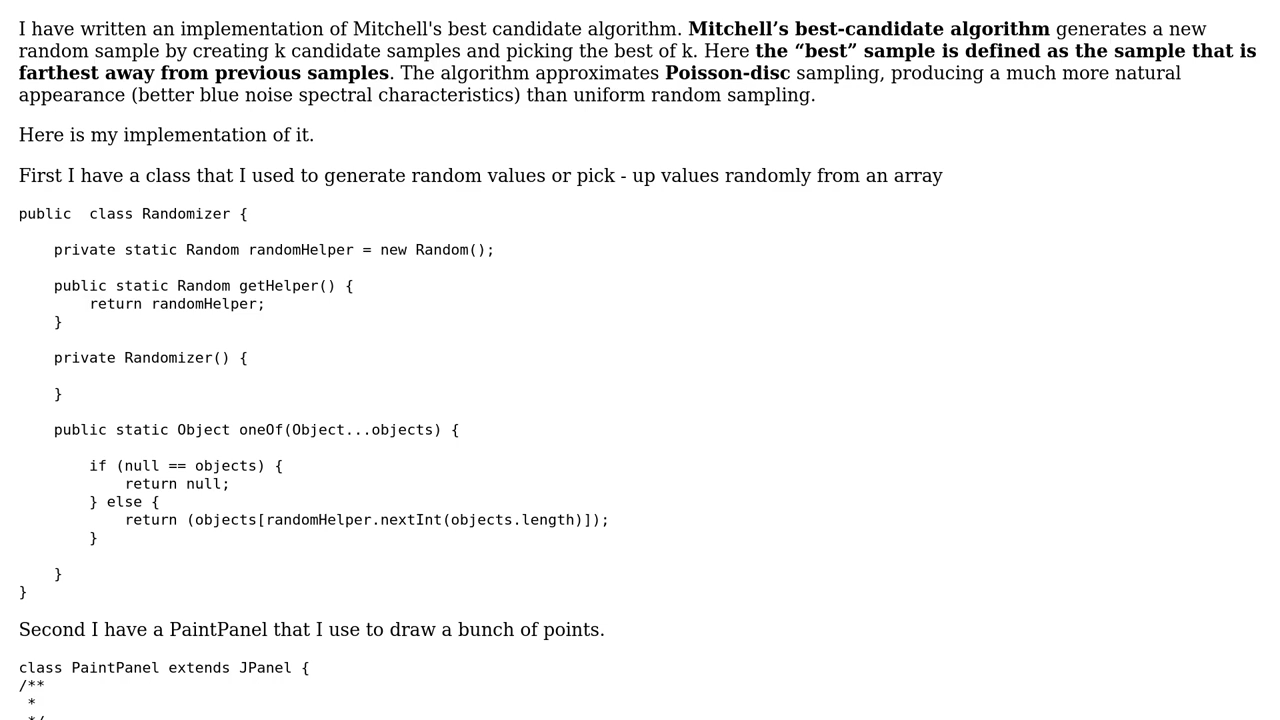 I have written an implementation of Mitchell's best candidate algorithm. Mitchell’s best-candidate algorithm generates a new
random sample by creating k candidate samples and picking the best of k. Here the “best” sample is defined as the sample that is
farthest away from previous samples. The algorithm approximates Poisson-disc sampling, producing a much more natural
appearance (better blue noise spectral characteristics) than uniform random sampling.
Here is my implementation of it.
First I have a class that I used to generate random values or pick - up values randomly from an array
public  class Randomizer {
    private static Random randomHelper = new Random();
    public static Random getHelper() {
        return randomHelper;
    }
    private Randomizer() {
    }
    public static Object oneOf(Object...objects) {
        if (null == objects) {
            return null;
        } else {
            return (objects[randomHelper.nextInt(objects.length)]);
        }
    }
}
Second I have a PaintPanel that I use to draw a bunch of points.
class PaintPanel extends JPanel {
/**
 *
 */